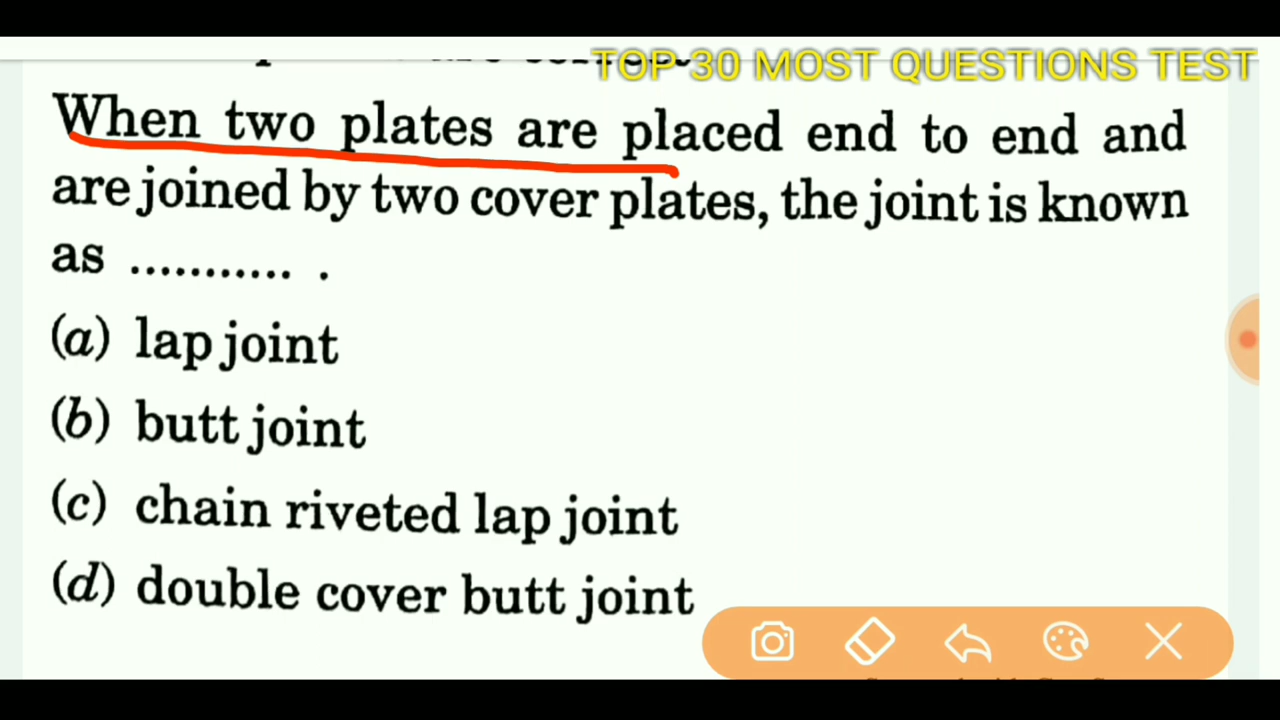 TOP 30 MOST QUESTIONS TEST
When two plates are placed end to end and
are joined by two cover plates, the joint is known
as ........... .
(a) lap joint
(b) butt joint
(c) chain riveted lap joint
(d) double cover butt joint